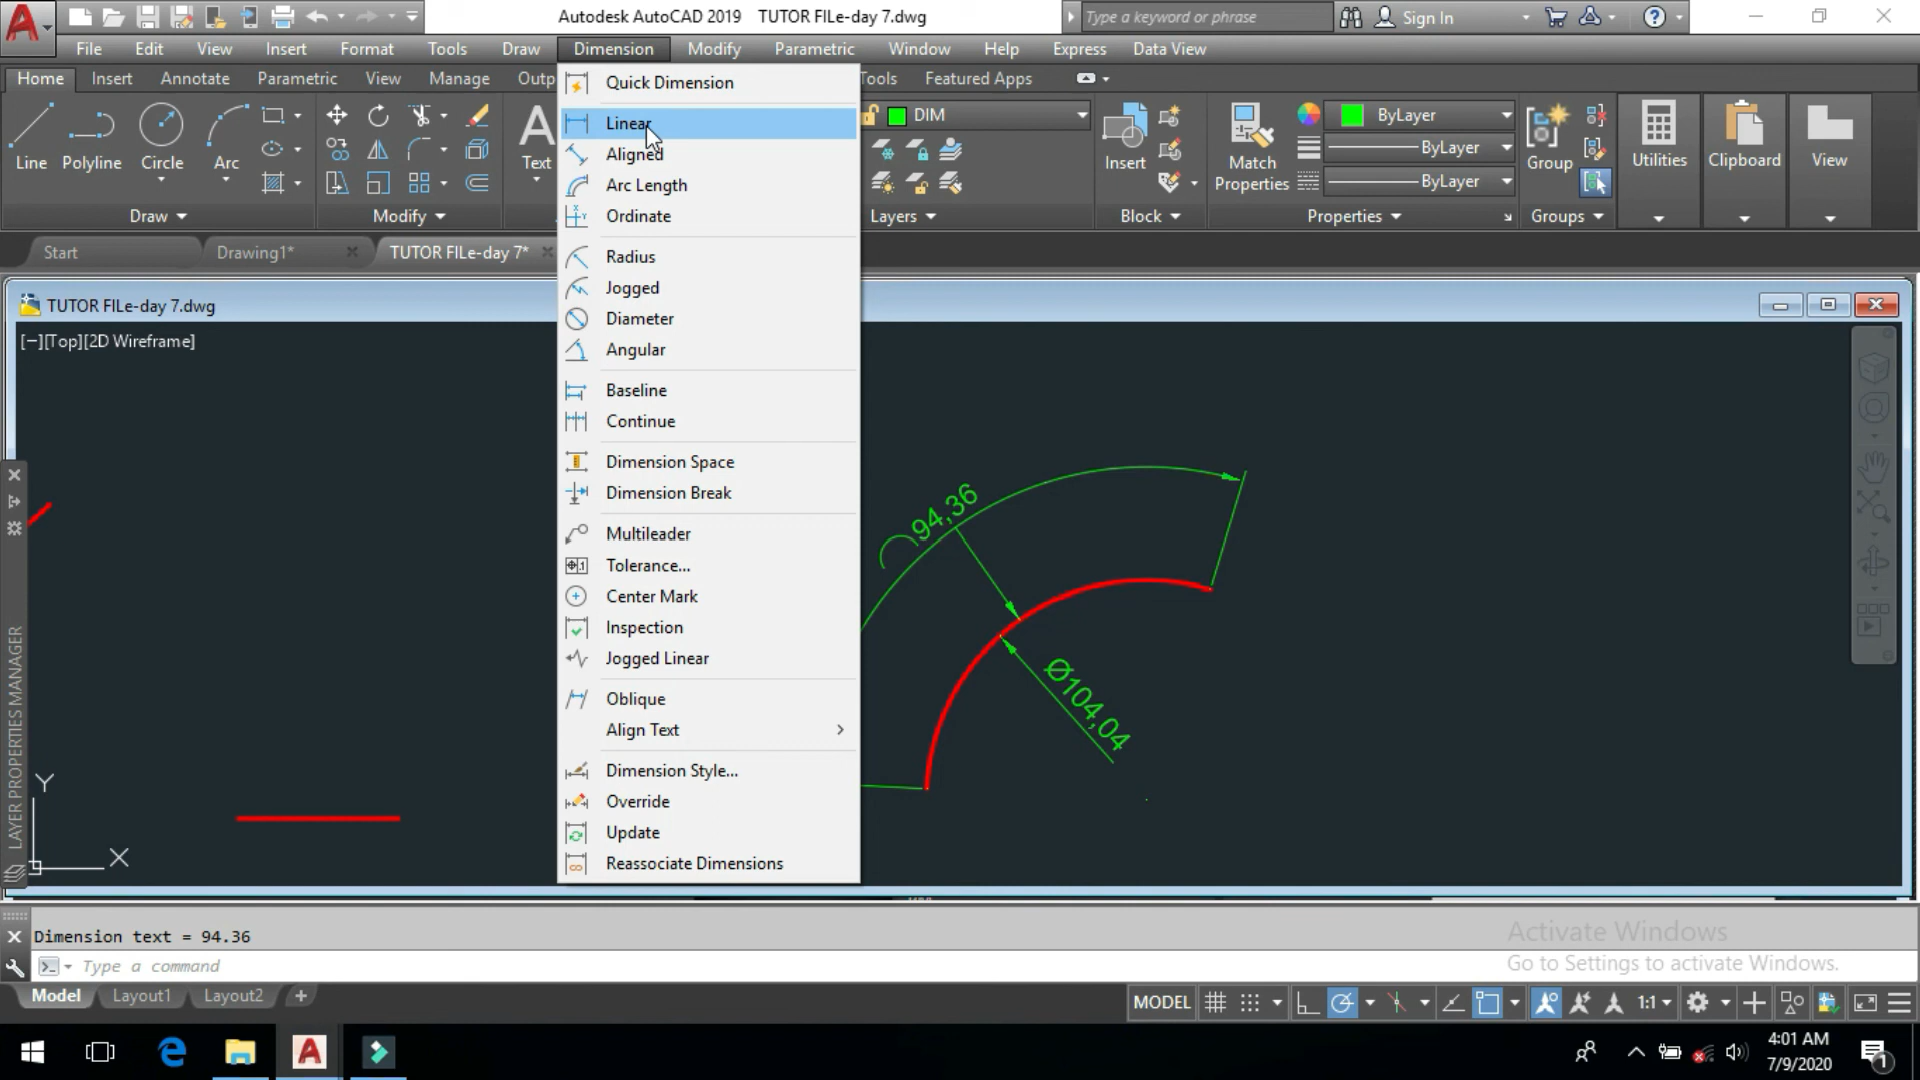 Autodesk AutoCAD 2019 TUTOR FILe-day 7.dwg
Type a keyword or phrase
Sign In
File Edit View Insert Format Tools Draw Dimension Modify Parametric Window Help Express Data View
Home Insert Annotate Parametric View Manage Outp Tools Featured Apps
Line Polyline Circle Arc Text
Draw Modify
DIM
Layers
Insert
Block
Match Properties
ByLayer
ByLayer
ByLayer
Properties
Group
Groups
Utilities Clipboard View
Start Drawing1* TUTOR FILe-day 7*
TUTOR FILe-day 7.dwg
[−][Top][2D Wireframe]
Quick Dimension
Linear
Aligned
Arc Length
Ordinate
Radius
Jogged
Diameter
Angular
Baseline
Continue
Dimension Space
Dimension Break
Multileader
Tolerance...
Center Mark
Inspection
Jogged Linear
Oblique
Align Text
Dimension Style...
Override
Update
Reassociate Dimensions
94,36
Ø104,04
LAYER PROPERTIES MANAGER
Y
X
Dimension text = 94.36
Type a command
Activate Windows
Go to Settings to activate Windows.
Model Layout1 Layout2 +
MODEL 1:1
4:01 AM
7/9/2020
1